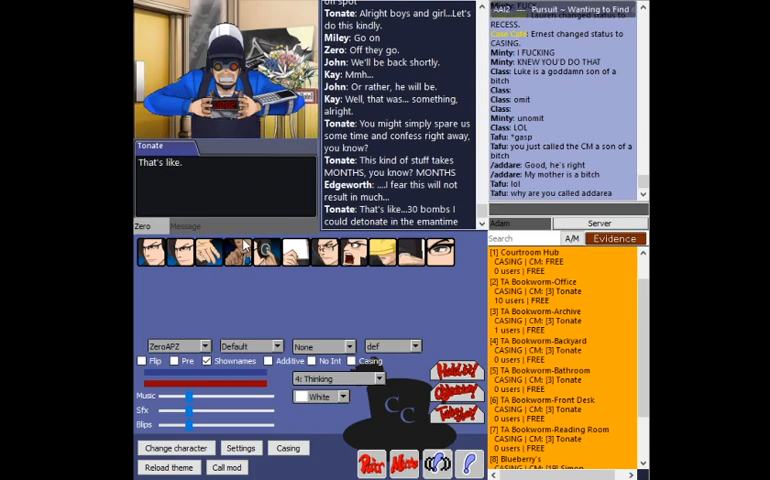 on spot
Tonate: Alright boys and girl...Let's
do this kindly.
Miley: Go on
Zero: Off they go.
John: We'll be back shortly.
Kay: Mmh...
John: Or rather, he will be.
Kay: Well, that was... something,
alright.
Tonate: You might simply spare us
some time and confess right away,
you know?
Tonate: This kind of stuff takes
MONTHS, you know? MONTHS
Edgeworth: ....I fear this will not
result in much...
Tonate: That's like...30 bombs I
could detonate in the emantime
Tonate
That's like.
Zero
Message
AAI2 --- Pursuit ~ Wanting to Find
Lauren changed status to
RECESS.
Case Cafe: Ernest changed status to
CASING.
Minty: I FUCKING
Minty: KNEW YOU'D DO THAT
Class: Luke is a goddamn son of a
bitch
Class:
Class: omit
Class:
Minty: unomit
Class: LOL
Tafu: *gasp
Tafu: you just called the CM a son of a
bitch
/addare: Good, he's right
/addare: My mother is a bitch
Tafu: lol
Tafu: why are you called addarea
Adam
Server
Search
A/M
Evidence
[1] Courtroom Hub
CASING | CM: FREE
0 users | FREE
[2] TA Bookworm-Office
CASING | CM: [3] Tonate
10 users | FREE
[3] TA Bookworm-Archive
CASING | CM: [3] Tonate
1 users | FREE
[4] TA Bookworm-Backyard
CASING | CM: [3] Tonate
0 users | FREE
[5] TA Bookworm-Bathroom
CASING | CM: [3] Tonate
0 users | FREE
[6] TA Bookworm-Front Desk
CASING | CM: [3] Tonate
0 users | FREE
[7] TA Bookworm-Reading Room
CASING | CM: [3] Tonate
0 users | FREE
[8] Blueberry's
ZeroAPZ
Default
None
def
Flip
Pre
Shownames
Additive
No Int
Casing
4: Thinking
White
Music
Sfx
Blips
Hold It!
Objection!
Take That!
CC
Change character
Settings
Casing
Reload theme
Call mod
Pair